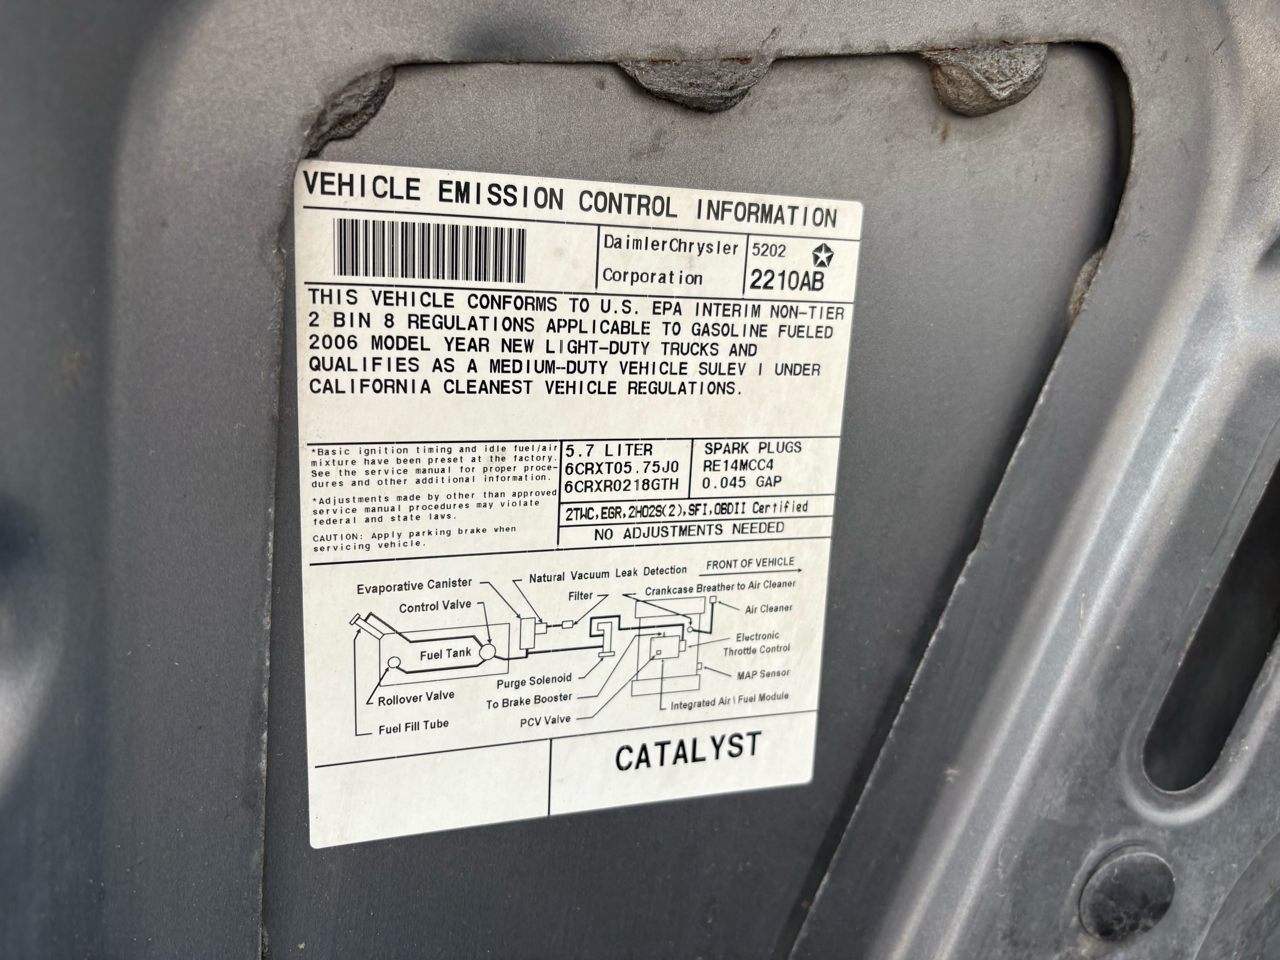 VEHICLE EMISSION CONTROL INFORMATION
DaimlerChrysler
Corporation
5202
2210AB
THIS VEHICLE CONFORMS TO U.S. EPA INTERIM NON-TIER
2 BIN 8 REGULATIONS APPLICABLE TO GASOLINE FUELED
2006 MODEL YEAR NEW LIGHT-DUTY TRUCKS AND
QUALIFIES AS A MEDIUM-DUTY VEHICLE SULEV I UNDER
CALIFORNIA CLEANEST VEHICLE REGULATIONS.
*Basic ignition timing and idle fuel/air
mixture have been preset at the factory.
See the service manual for proper proce-
dures and other additional information.
*Adjustments made by other than approved
service manual procedures may violate
federal and state laws.
CAUTION: Apply parking brake when
servicing vehicle.
5.7 LITER
6CRXT05.75J0
6CRXR0218GTH
SPARK PLUGS
RE14MCC4
0.045 GAP
2TWC,EGR,2HO2S(2),SFI,OBDII Certified
NO ADJUSTMENTS NEEDED
FRONT OF VEHICLE
Evaporative Canister
Natural Vacuum Leak Detection
Control Valve
Filter
Crankcase Breather to Air Cleaner
Air Cleaner
Fuel Tank
Electronic
Throttle Control
Purge Solenoid
MAP Sensor
Rollover Valve
To Brake Booster
Integrated Air \ Fuel Module
Fuel Fill Tube
PCV Valve
CATALYST